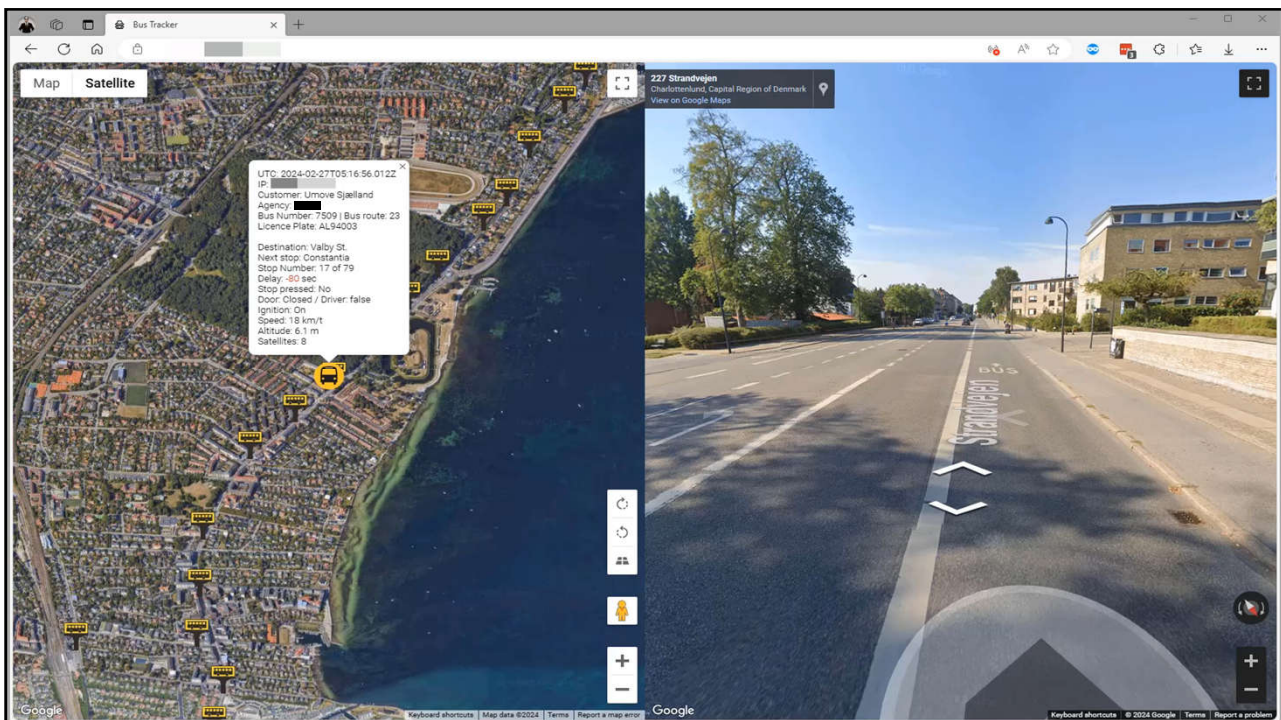 Bus Tracker
Map
Satellite
UTC: 2024-02-27T05:16:56.012Z
IP:
Customer: Umove Sjælland
Agency:
Bus Number: 7509 | Bus route: 23
Licence Plate: AL94003
Destination: Valby St.
Next stop: Constantia
Stop Number: 17 of 79
Delay: -80 sec
Stop pressed: No
Door: Closed / Driver: false
Ignition: On
Speed: 18 km/t
Altitude: 6.1 m
Satellites: 8
Google
Keyboard shortcuts
Map data ©2024
Terms
Report a map error
227 Strandvejen
Charlottenlund, Capital Region of Denmark
View on Google Maps
Strandvejen
BUS
Google
Keyboard shortcuts
© 2024 Google
Terms
Report a problem